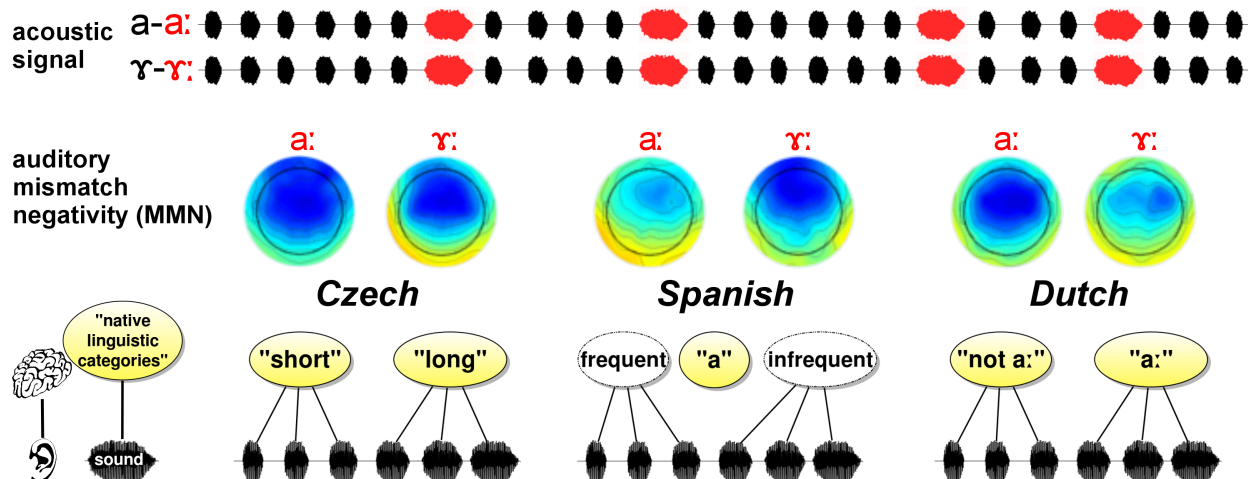 acoustic
signal
a-aː
ɤ-ɤː
auditory
mismatch
negativity (MMN)
aː ɤː aː ɤː aː ɤː
Czech Spanish Dutch
"native
linguistic
categories"
"short" "long" frequent "a" infrequent "not aː" "aː"
sound